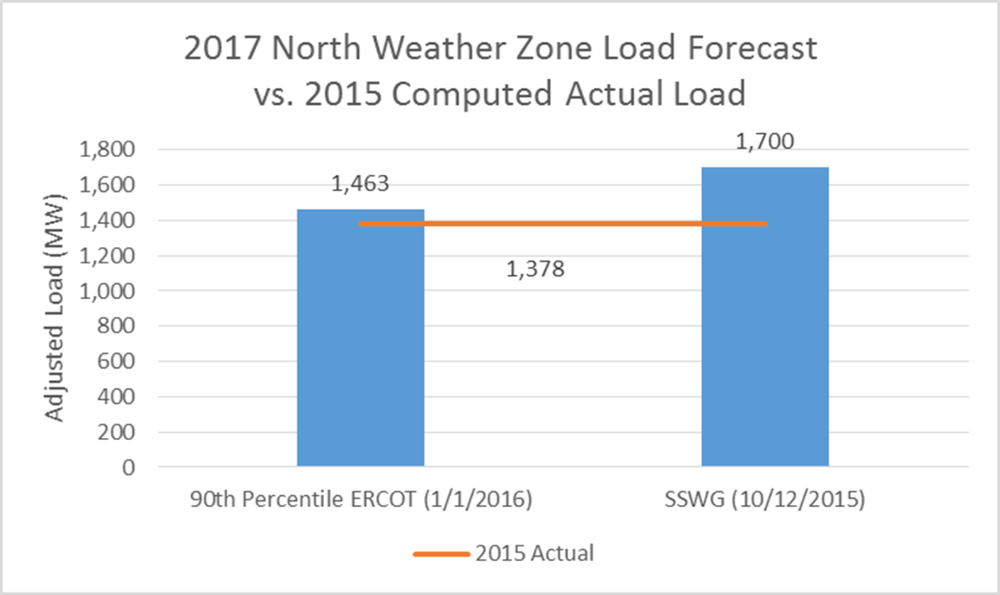 2017 North Weather Zone Load Forecast
vs. 2015 Computed Actual Load
Adjusted Load (MW)
1,800
1,600
1,400
1,200
1,000
800
600
400
200
0
1,463
1,700
1,378
90th Percentile ERCOT (1/1/2016)
SSWG (10/12/2015)
2015 Actual